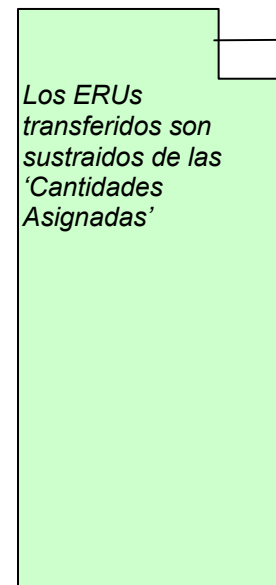 Los ERUs
transferidos son
sustraidos de las
‘Cantidades
Asignadas’